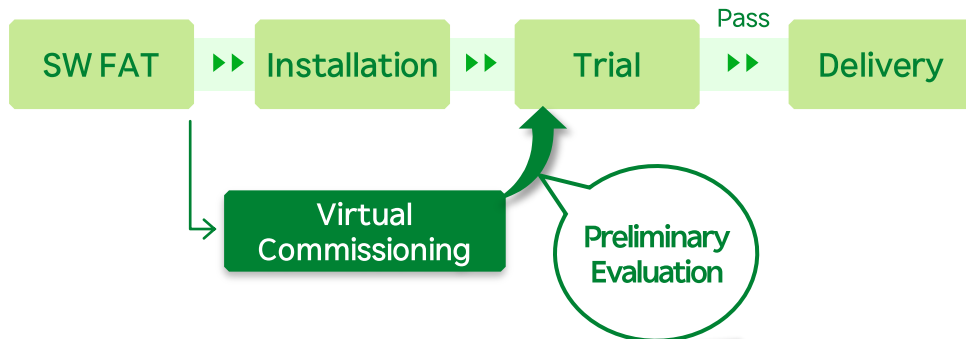 Pass
SW FAT
Installation
Trial
Delivery
Virtual
Commissioning
Preliminary
Evaluation